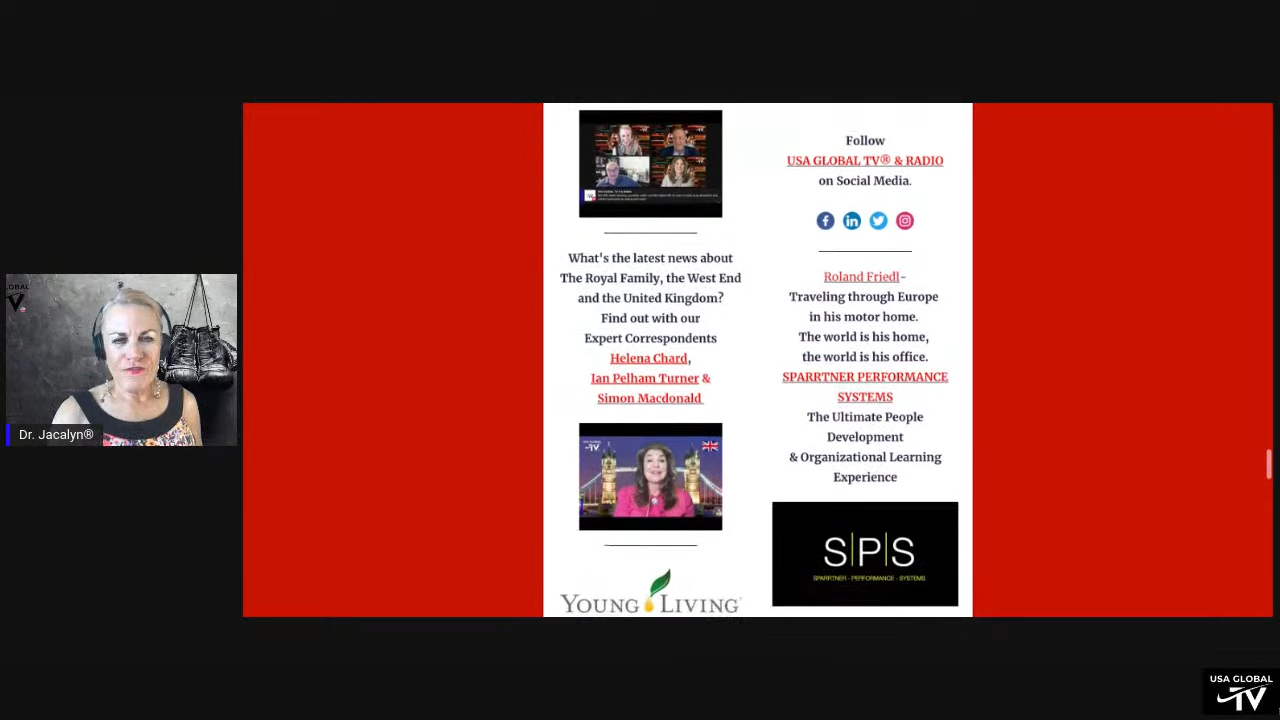 What's the latest news about
The Royal Family, the West End
and the United Kingdom?
Find out with our
Expert Correspondents
Helena Chard,
Ian Pelham Turner &
Simon Macdonald
USA GLOBAL
TV
YOUNG LIVING
Follow
USA GLOBAL TV® & RADIO
on Social Media.
Roland Friedl-
Traveling through Europe
in his motor home.
The world is his home,
the world is his office.
SPARRTNER PERFORMANCE
SYSTEMS
The Ultimate People
Development
& Organizational Learning
Experience
S|P|S
SPARRTNER - PERFORMANCE - SYSTEMS
OBAL
V
Dr. Jacalyn®
USA GLOBAL
TV